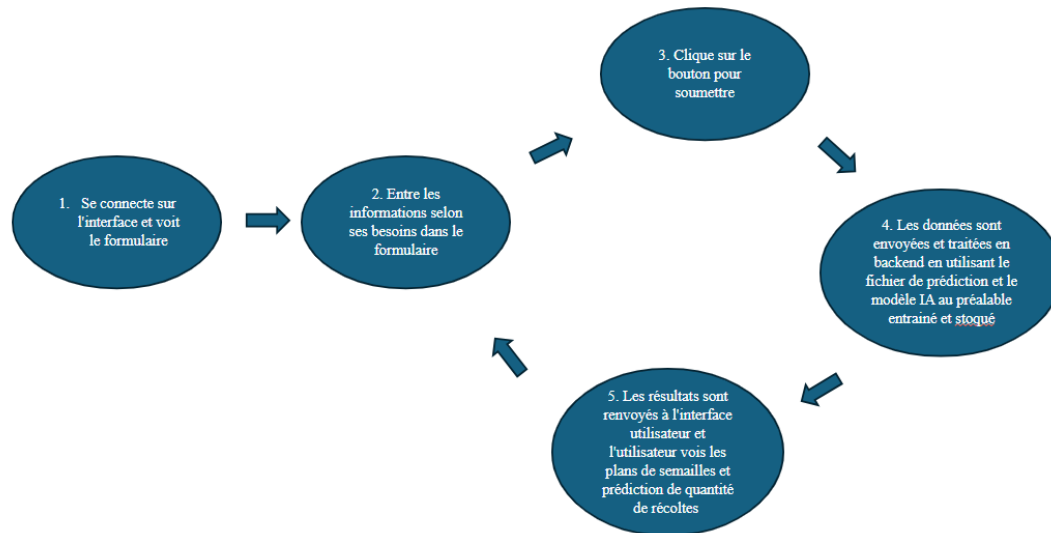 1. Se connecte sur
l'interface et voit
le formulaire
2. Entre les
informations selon
ses besoins dans le
formulaire
3. Clique sur le
bouton pour
soumettre
4. Les données sont
envoyées et traitées en
backend en utilisant le
fichier de prédiction et le
modèle IA au préalable
entrainé et stoqué
5. Les résultats sont
renvoyés à l'interface
utilisateur et
l'utilisateur vois les
plans de semailles et
prédiction de quantité
de récoltes